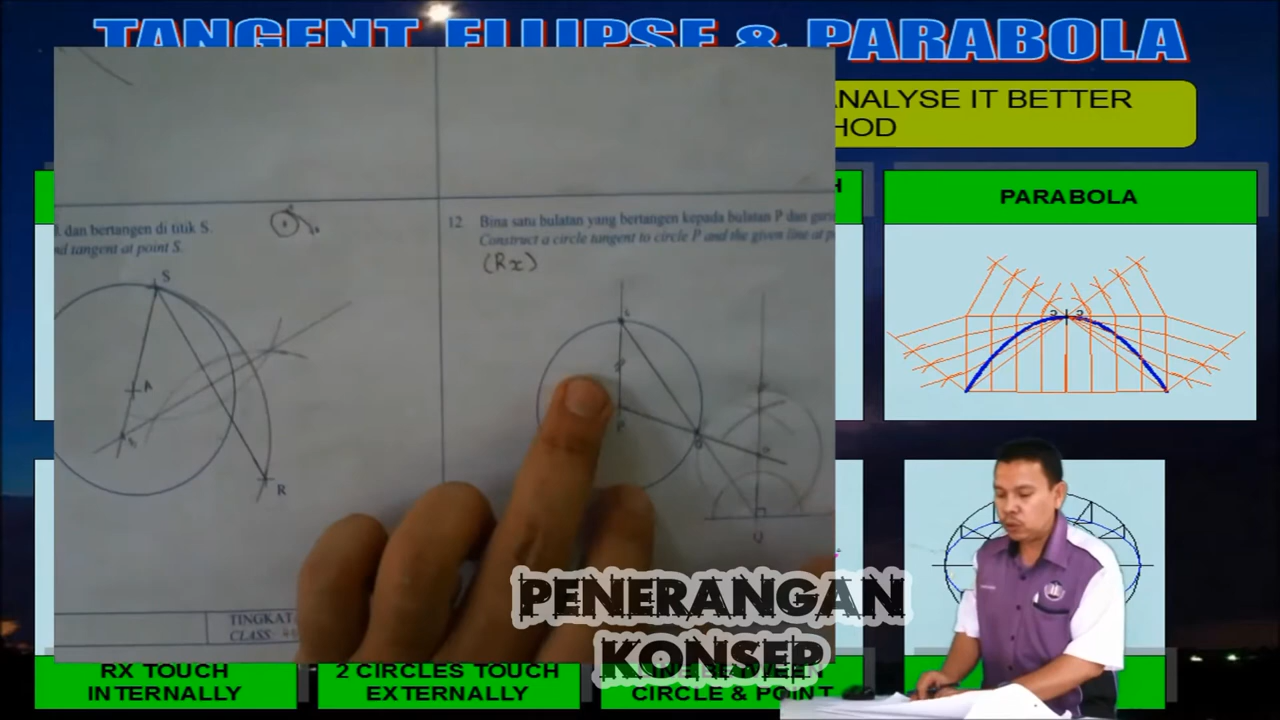 TANGENT ELLIPSE & PARABOLA
ANALYSE IT BETTER
HOD
H
PARABOLA
dan bertangen di titik S.
nd tangent at point S.
12 Bina satu bulatan yang bertangen kepada bulatan P dan
Construct a circle tangent to circle P and the given line at
(Rx)
S
A
R
P
Q
TINGKAT
CLASS:
PENERANGAN
KONSEP
RX TOUCH
INTERNALLY
2 CIRCLES TOUCH
EXTERNALLY
CIRCLE & POINT